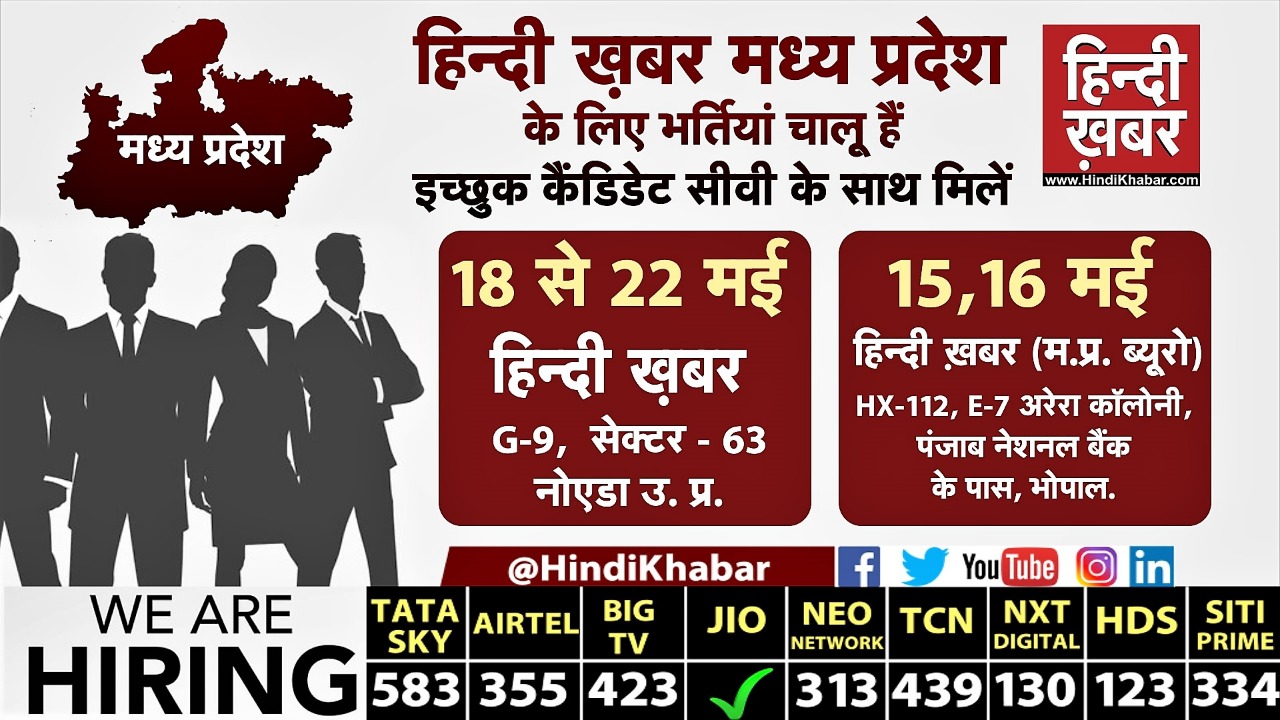 मध्य प्रदेश
हिन्दी ख़बर मध्य प्रदेश
के लिए भर्तियां चालू हैं
इच्छुक कैंडिडेट सीवी के साथ मिलें
हिन्दी
ख़बर
www.HindiKhabar.com
18 से 22 मई
हिन्दी ख़बर
G-9, सेक्टर - 63
नोएडा उ. प्र.
15,16 मई
हिन्दी ख़बर (म.प्र. ब्यूरो)
HX-112, E-7 अरेरा कॉलोनी,
पंजाब नेशनल बैंक
के पास, भोपाल.
@HindiKhabar
YouTube
in
WE ARE
HIRING
TATA SKY
583
AIRTEL
355
BIG TV
423
JIO
NEO NETWORK
313
TCN
439
NXT DIGITAL
130
HDS
123
SITI PRIME
334